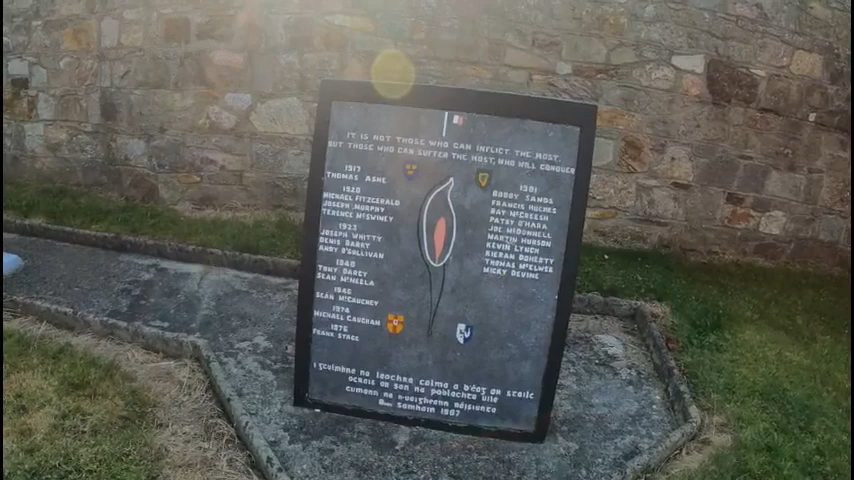 IT IS NOT THOSE WHO CAN INFLICT THE MOST,
BUT THOSE WHO CAN SUFFER THE MOST, WHO WILL CONQUER
1917
THOMAS ASHE
1920
MICHAEL FITZGERALD
JOSEPH MURPHY
TERENCE McSWINEY
1923
JOSEPH WHITTY
DENIS BARRY
ANDY O'SULLIVAN
1940
TONY DARCY
SEAN McNEELA
1946
SEÁN McCAUGHEY
1974
MICHAEL GAUGHAN
1976
FRANK STAGG
1981
BOBBY SANDS
FRANCIS HUGHES
RAY McCREESH
PATSY O'HARA
JOE McDONNELL
MARTIN HURSON
KEVIN LYNCH
KIERAN DOHERTY
THOMAS McELWEE
MICKY DEVINE
I gcuimhne na laochra calma a d'éag ar stailc
ocrais ar son na poblachta uile
cumann na n-uaigheann náisiúnta
Samhain 1987